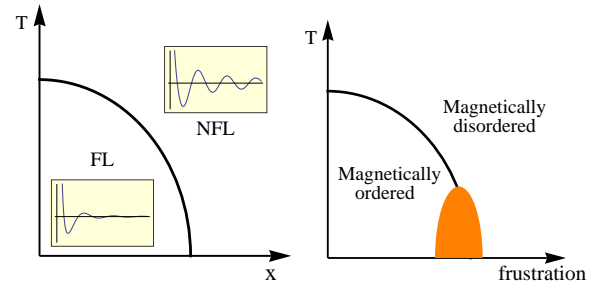 T
NFL
FL
x
T
Magnetically
disordered
Magnetically
ordered
frustration